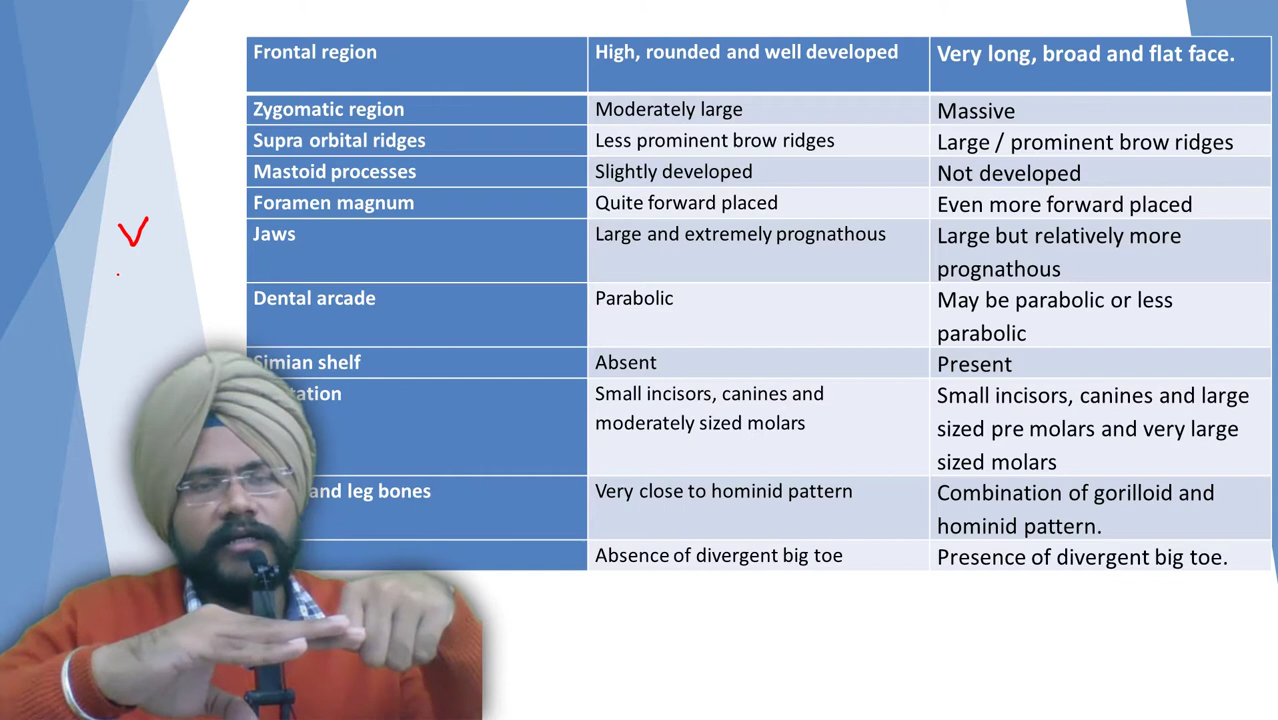 Frontal region
High, rounded and well developed
Very long, broad and flat face.
Zygomatic region
Moderately large
Massive
Supra orbital ridges
Less prominent brow ridges
Large / prominent brow ridges
Mastoid processes
Slightly developed
Not developed
Foramen magnum
Quite forward placed
Even more forward placed
Jaws
Large and extremely prognathous
Large but relatively more
prognathous
Dental arcade
Parabolic
May be parabolic or less
parabolic
Simian shelf
Absent
Present
Small incisors, canines and
moderately sized molars
Small incisors, canines and large
sized pre molars and very large
sized molars
and leg bones
Very close to hominid pattern
Combination of gorilloid and
hominid pattern.
Absence of divergent big toe
Presence of divergent big toe.